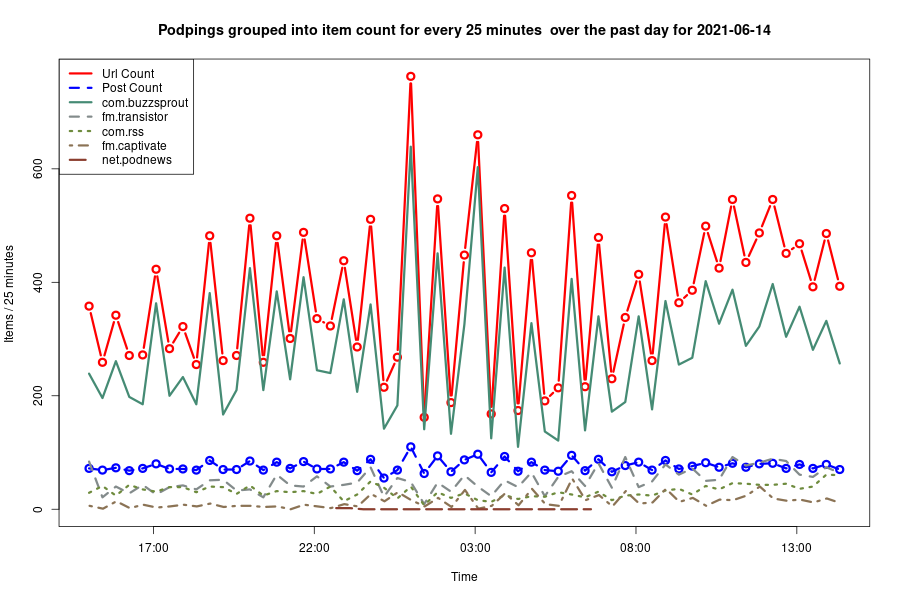 Podpings grouped into item count for every 25 minutes  over the past day for 2021-06-14
Url Count
Post Count
com.buzzsprout
fm.transistor
com.rss
fm.captivate
net.podnews
Items / 25 minutes
600
400
200
0
17:00
22:00
03:00
08:00
13:00
Time